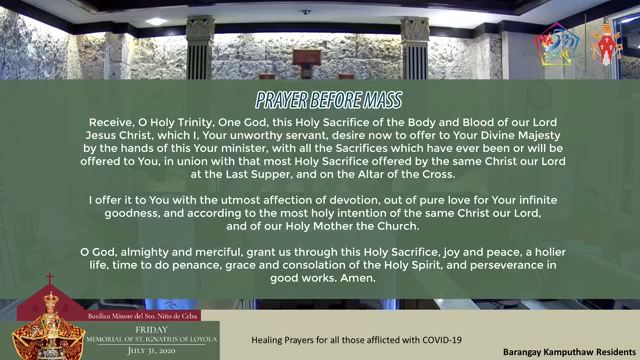 PRAYER BEFORE MASS
Receive, O Holy Trinity, One God, this Holy Sacrifice of the Body and Blood of our Lord
Jesus Christ, which I, Your unworthy servant, desire now to offer to Your Divine Majesty
by the hands of this Your minister, with all the Sacrifices which have ever been or will be
offered to You, in union with that most Holy Sacrifice offered by the same Christ our Lord
at the Last Supper, and on the Altar of the Cross.
I offer it to You with the utmost affection of devotion, out of pure love for Your infinite
goodness, and according to the most holy intention of the same Christ our Lord,
and of our Holy Mother the Church.
O God, almighty and merciful, grant us through this Holy Sacrifice, joy and peace, a holier
life, time to do penance, grace and consolation of the Holy Spirit, and perseverance in
good works. Amen.
Basilica Minore del Sto. Niño de Cebu
FRIDAY
MEMORIAL OF ST. IGNATIUS OF LOYOLA
JULY 31, 2020
Healing Prayers for all those afflicted with COVID-19
Barangay Kamputhaw Residents